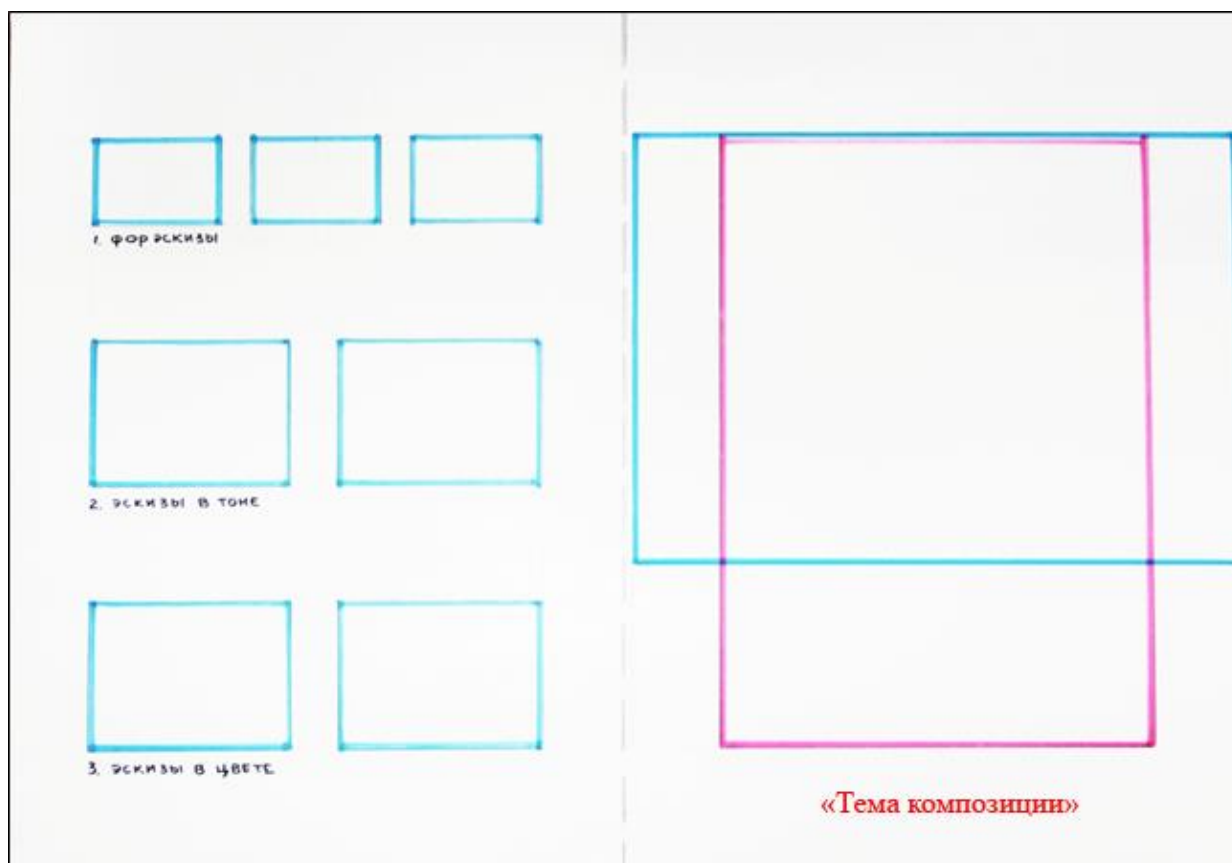 1. ФОР ЭСКИЗЫ
2. ЭСКИЗЫ В ТОНЕ
3. ЭСКИЗЫ В ЦВЕТЕ
«Тема композиции»